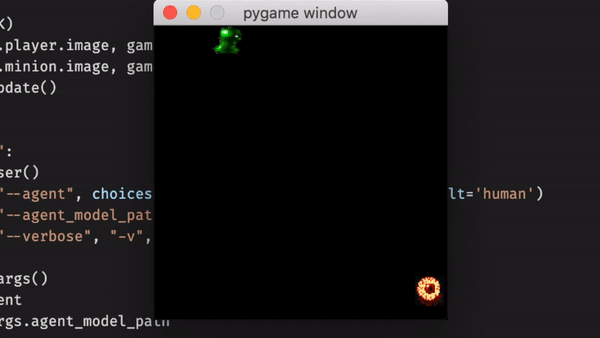 pygame window
K)
.player.image, gam
.minion.image, gam
pdate()
":
ser()
"--agent", choices lt='human')
"--agent_model_pat
"--verbose", "-v",
args()
ent
rgs.agent_model_path